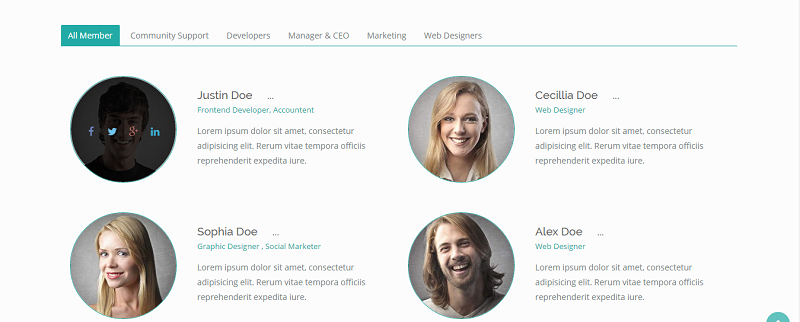 All Member Community Support Developers Manager & CEO Marketing Web Designers
Justin Doe ...
Frontend Developer, Accountent
Lorem ipsum dolor sit amet, consectetur
adipisicing elit. Rerum vitae tempora officiis
reprehenderit expedita iure.
Cecillia Doe ...
Web Designer
Lorem ipsum dolor sit amet, consectetur
adipisicing elit. Rerum vitae tempora officiis
reprehenderit expedita iure.
Sophia Doe ...
Graphic Designer , Social Marketer
Lorem ipsum dolor sit amet, consectetur
adipisicing elit. Rerum vitae tempora officiis
reprehenderit expedita iure.
Alex Doe ...
Web Designer
Lorem ipsum dolor sit amet, consectetur
adipisicing elit. Rerum vitae tempora officiis
reprehenderit expedita iure.